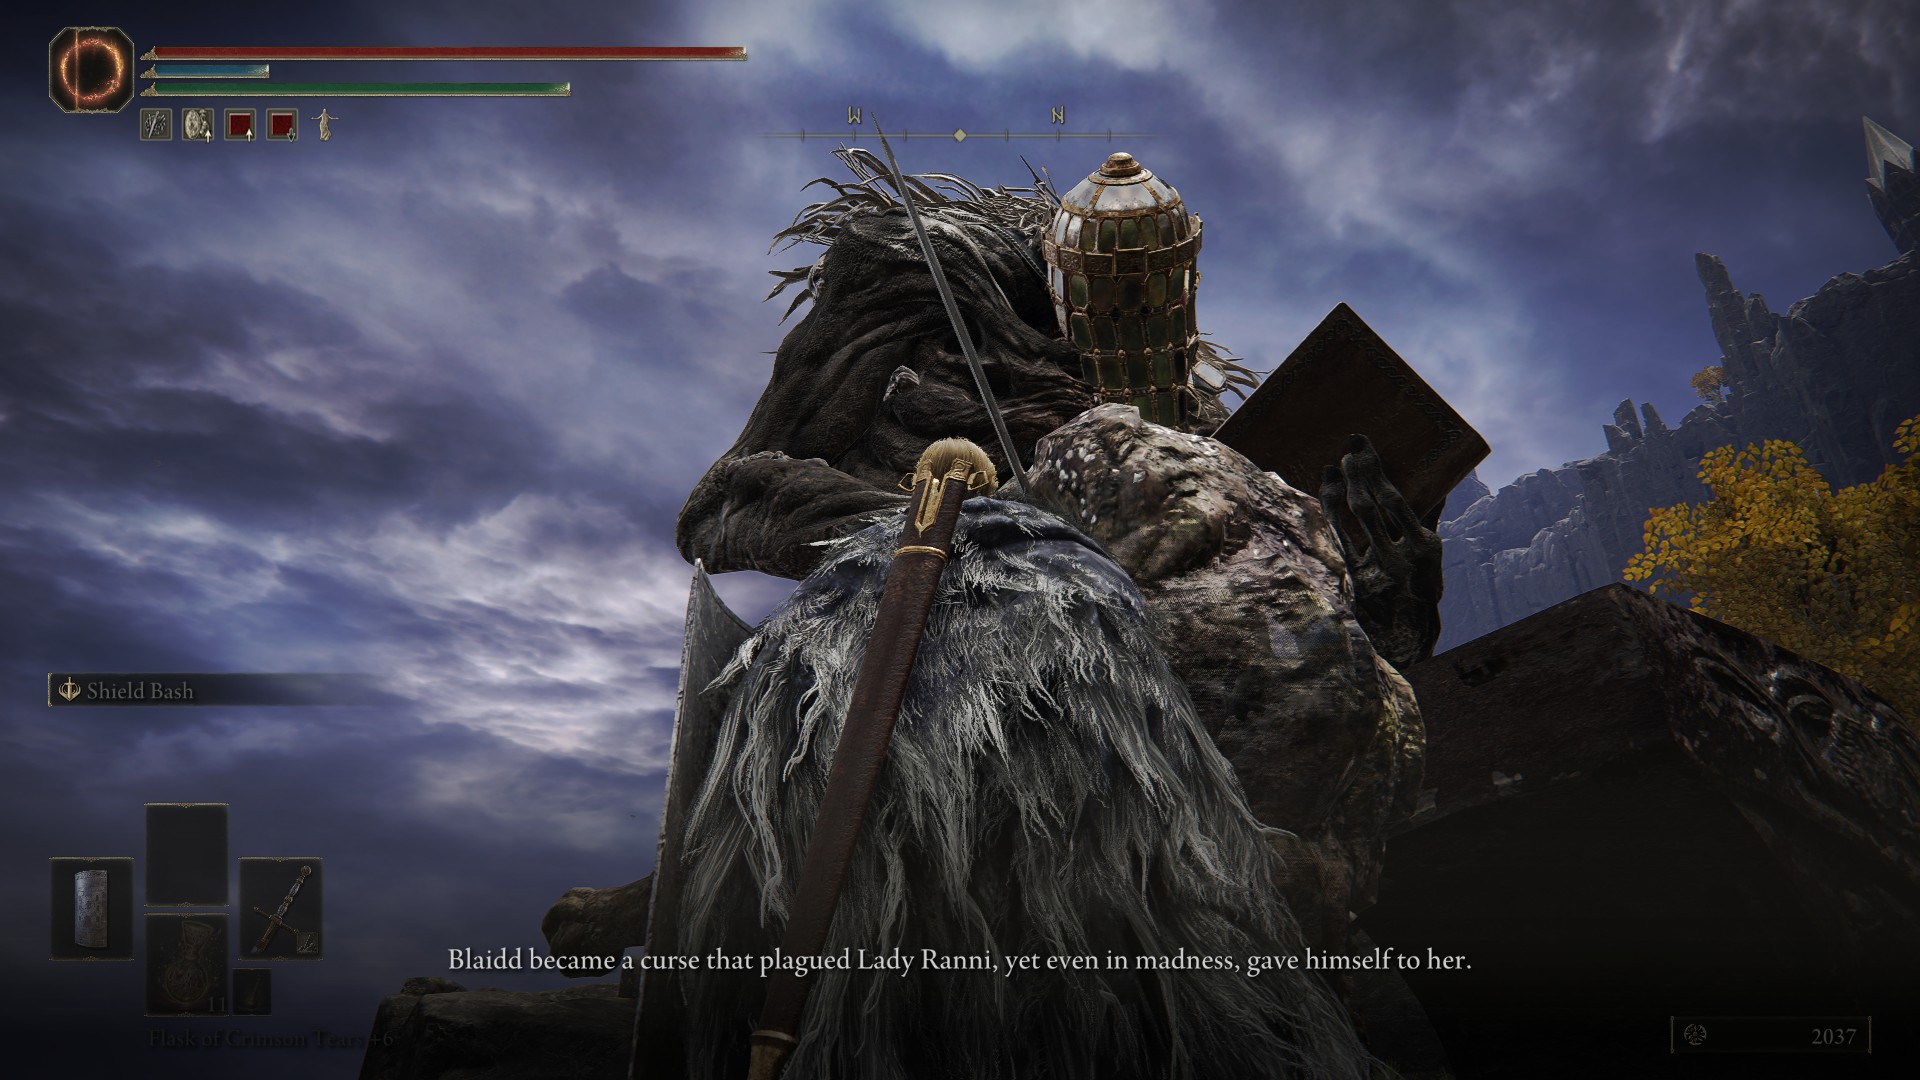 W N
Shield Bash
Blaidd became a curse that plagued Lady Ranni, yet even in madness, gave himself to her.
11
Flask of Crimson Tears +6
2037